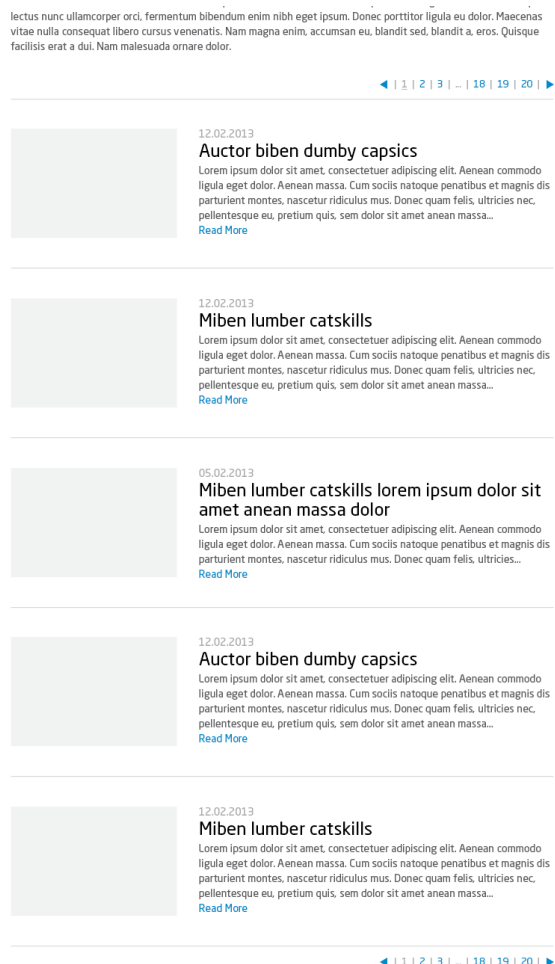 lectus nunc ullamcorper orci, fermentum bibendum enim nibh eget ipsum. Donec porttitor ligula eu dolor. Maecenas
vitae nulla consequat libero cursus venenatis. Nam magna enim, accumsan eu, blandit sed, blandit a, eros. Quisque
facilisis erat a dui. Nam malesuada ornare dolor.
◀ | 1 | 2 | 3 | ... | 18 | 19 | 20 | ▶
12.02.2013
Auctor biben dumby capsics
Lorem ipsum dolor sit amet, consectetuer adipiscing elit. Aenean commodo
ligula eget dolor. Aenean massa. Cum sociis natoque penatibus et magnis dis
parturient montes, nascetur ridiculus mus. Donec quam felis, ultricies nec,
pellentesque eu, pretium quis, sem dolor sit amet anean massa...
Read More
12.02.2013
Miben lumber catskills
Lorem ipsum dolor sit amet, consectetuer adipiscing elit. Aenean commodo
ligula eget dolor. Aenean massa. Cum sociis natoque penatibus et magnis dis
parturient montes, nascetur ridiculus mus. Donec quam felis, ultricies nec,
pellentesque eu, pretium quis, sem dolor sit amet anean massa...
Read More
05.02.2013
Miben lumber catskills lorem ipsum dolor sit
amet anean massa dolor
Lorem ipsum dolor sit amet, consectetuer adipiscing elit. Aenean commodo
ligula eget dolor. Aenean massa. Cum sociis natoque penatibus et magnis dis
parturient montes, nascetur ridiculus mus. Donec quam felis, ultricies...
Read More
12.02.2013
Auctor biben dumby capsics
Lorem ipsum dolor sit amet, consectetuer adipiscing elit. Aenean commodo
ligula eget dolor. Aenean massa. Cum sociis natoque penatibus et magnis dis
parturient montes, nascetur ridiculus mus. Donec quam felis, ultricies nec,
pellentesque eu, pretium quis, sem dolor sit amet anean massa...
Read More
12.02.2013
Miben lumber catskills
Lorem ipsum dolor sit amet, consectetuer adipiscing elit. Aenean commodo
ligula eget dolor. Aenean massa. Cum sociis natoque penatibus et magnis dis
parturient montes, nascetur ridiculus mus. Donec quam felis, ultricies nec,
pellentesque eu, pretium quis, sem dolor sit amet anean massa...
Read More
◀ | 1 | 2 | 3 | ... | 18 | 19 | 20 | ▶